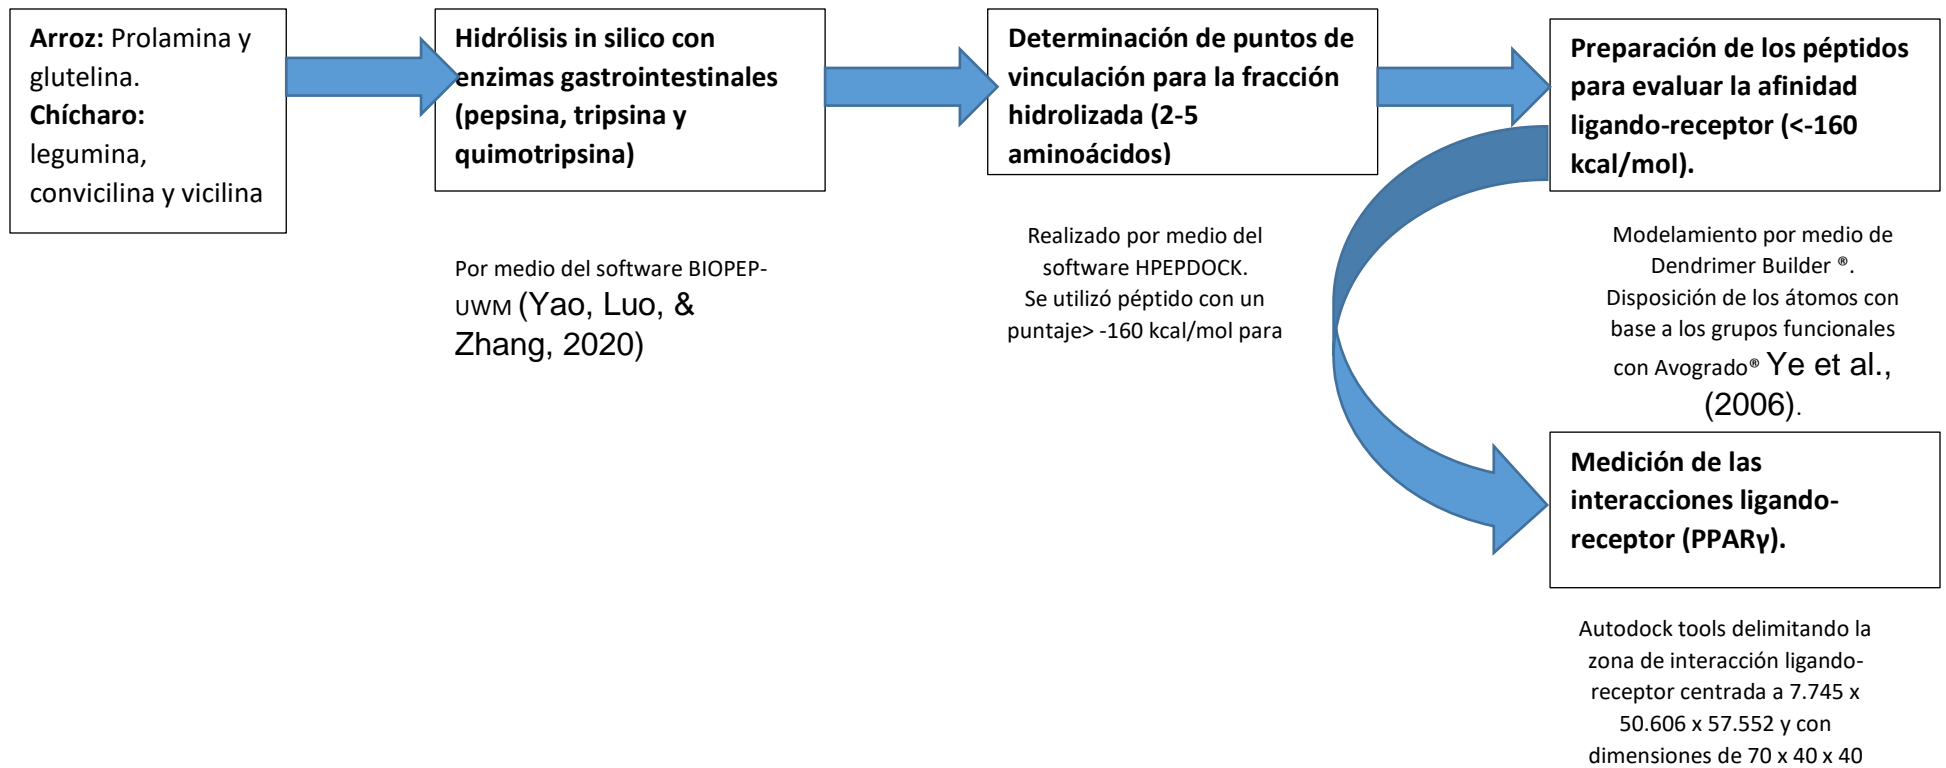 Arroz: Prolamina y
glutelina.
Chícharo:
legumina,
convicilina y vicilina
Hidrólisis in silico con
enzimas gastrointestinales
(pepsina, tripsina y
quimotripsina)
Por medio del software BIOPEP-
UWM (Yao, Luo, &
Zhang, 2020)
Determinación de puntos de
vinculación para la fracción
hidrolizada (2-5
aminoácidos)
Realizado por medio del
software HPEPDOCK.
Se utilizó péptido con un
puntaje> -160 kcal/mol para
Preparación de los péptidos
para evaluar la afinidad
ligando-receptor (<-160
kcal/mol).
Modelamiento por medio de
Dendrimer Builder ®.
Disposición de los átomos con
base a los grupos funcionales
con Avogrado® Ye et al.,
(2006).
Medición de las
interacciones ligando-
receptor (PPARγ).
Autodock tools delimitando la
zona de interacción ligando-
receptor centrada a 7.745 x
50.606 x 57.552 y con
dimensiones de 70 x 40 x 40